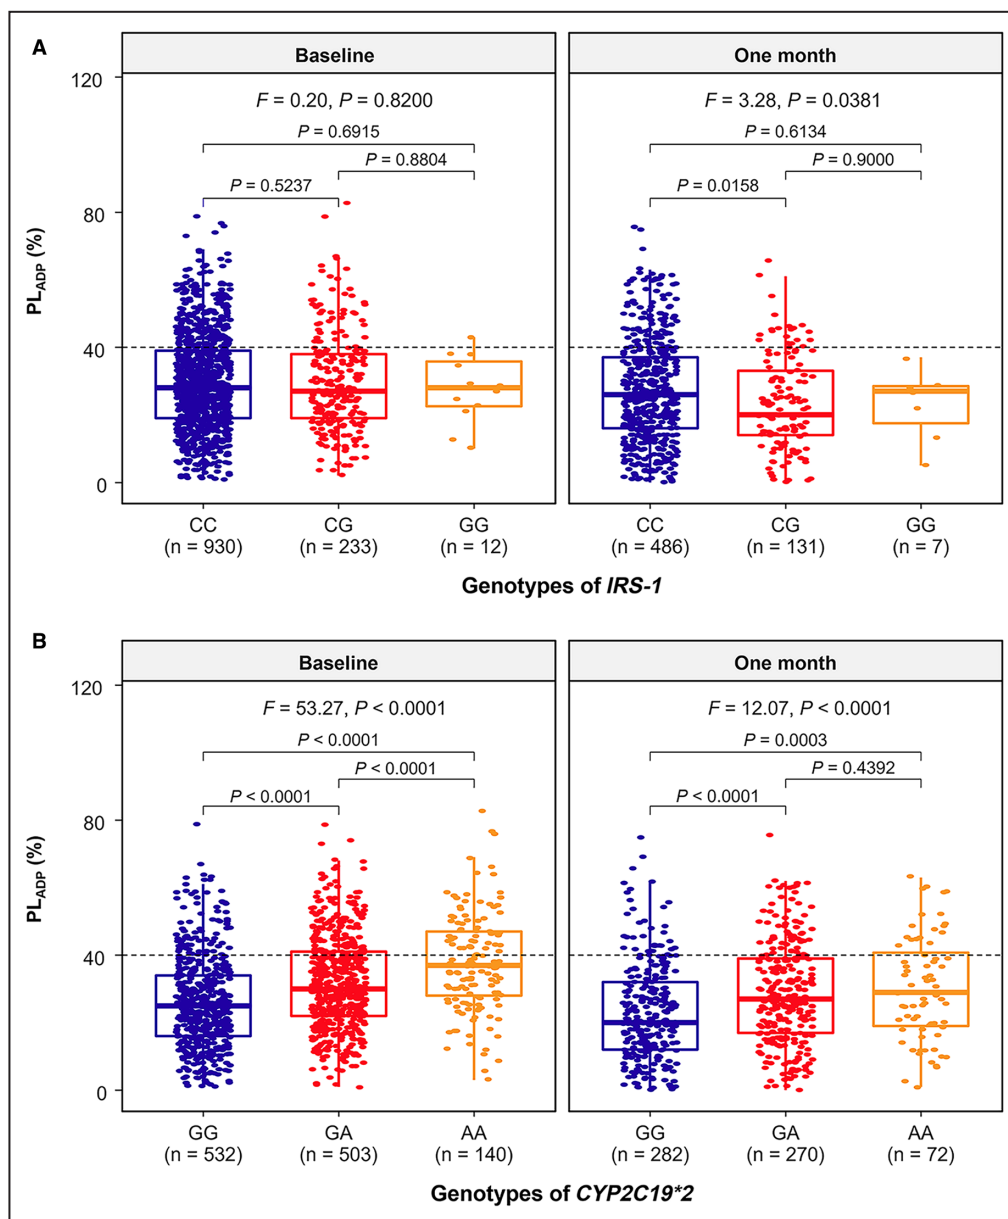 A
Baseline
One month
F = 0.20, P = 0.8200
F = 3.28, P = 0.0381
P = 0.6915
P = 0.6134
P = 0.8804
P = 0.9000
P = 0.5237
P = 0.0158
PLADP (%)
120
80
40
0
CC
CG
GG
CC
CG
GG
(n = 930)
(n = 233)
(n = 12)
(n = 486)
(n = 131)
(n = 7)
Genotypes of IRS-1
B
Baseline
One month
F = 53.27, P < 0.0001
F = 12.07, P < 0.0001
P < 0.0001
P = 0.0003
P < 0.0001
P = 0.4392
P < 0.0001
P < 0.0001
PLADP (%)
120
80
40
0
GG
GA
AA
GG
GA
AA
(n = 532)
(n = 503)
(n = 140)
(n = 282)
(n = 270)
(n = 72)
Genotypes of CYP2C19*2